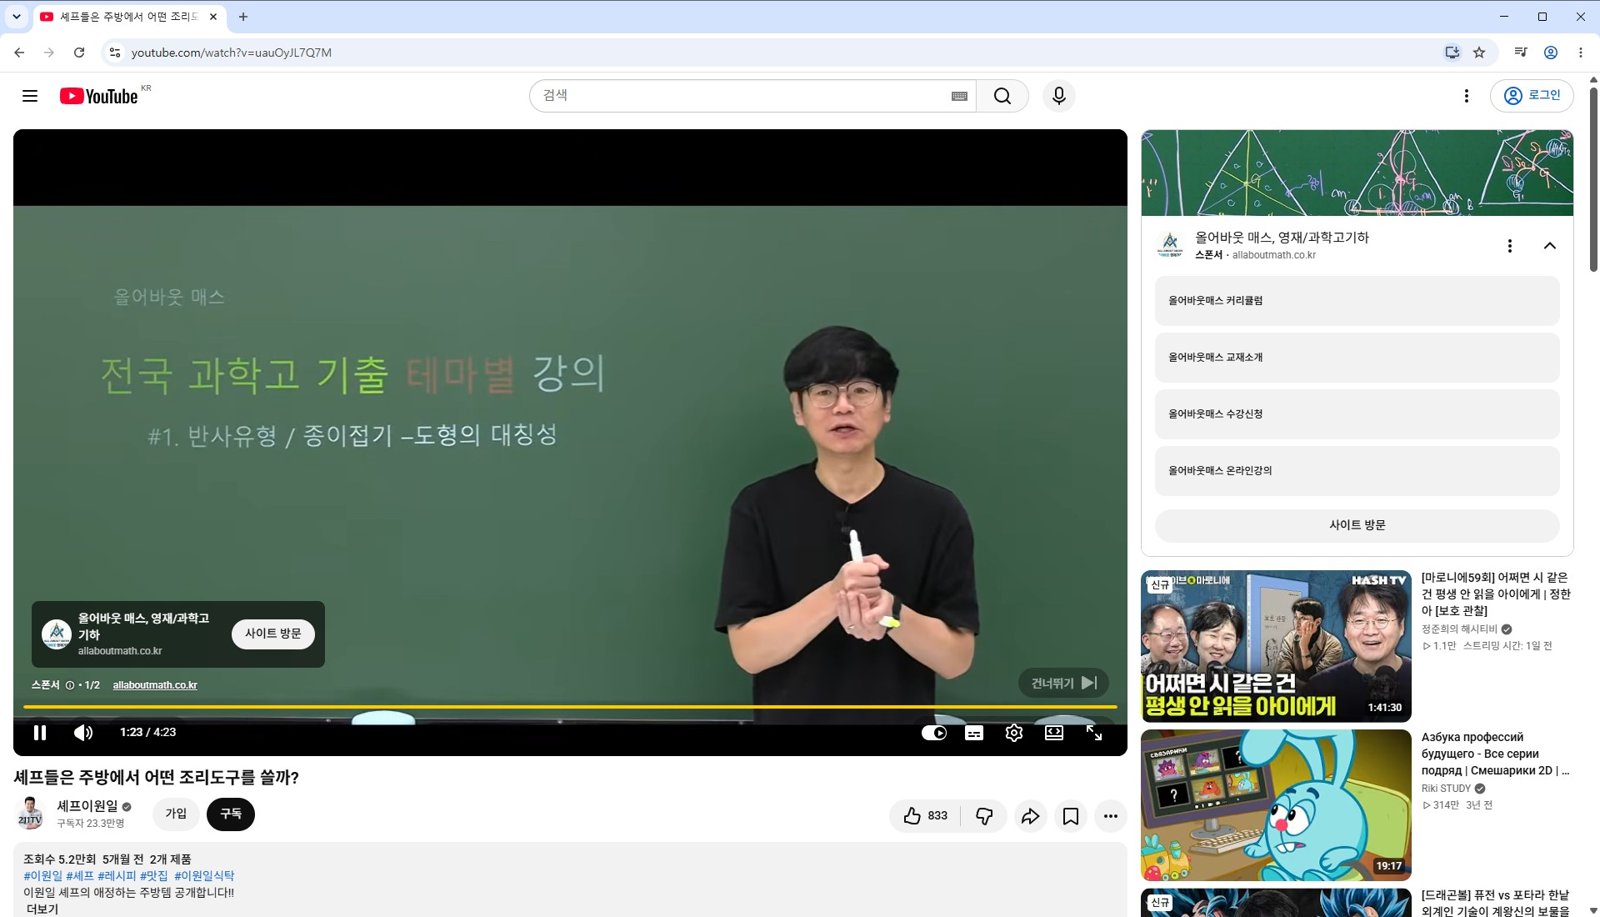 셰프들은 주방에서 어떤 조리도
youtube.com/watch?v=uauOyJL7Q7M
YouTube KR
검색
로그인
올어바웃 매스
전국 과학고 기출 테마별 강의
#1. 반사유형 / 종이접기 –도형의 대칭성
올어바웃 매스, 영재/과학고
기하
allaboutmath.co.kr
사이트 방문
스폰서 · 1/2 allaboutmath.co.kr
건너뛰기
1:23 / 4:23
셰프들은 주방에서 어떤 조리도구를 쓸까?
셰프이원일
구독자 23.3만명
가입
구독
833
조회수 5.2만회 5개월 전 2개 제품
#이원일 #셰프 #레시피 #맛집 #이원일식탁
이원일 셰프의 애정하는 주방템 공개합니다!!
더보기
올어바웃 매스, 영재/과학고기하
스폰서 · allaboutmath.co.kr
올어바웃매스 커리큘럼
올어바웃매스 교재소개
올어바웃매스 수강신청
올어바웃매스 온라인강의
사이트 방문
신규
HASH TV
어쩌면 시 같은 건
평생 안 읽을 아이에게
1:41:30
[마로니에59회] 어쩌면 시 같은
건 평생 안 읽을 아이에게 | 정한
아 [보호 관찰]
정준희의 해시티비
1.1만 스트리밍 시간: 1일 전
19:17
Азбука профессий
будущего - Все серии
подряд | Смешарики 2D | ...
Riki STUDY
314만 3년 전
신규
[드래곤볼] 퓨전 vs 포타라 한낱
외계인 기술이 계왕신의 보물을